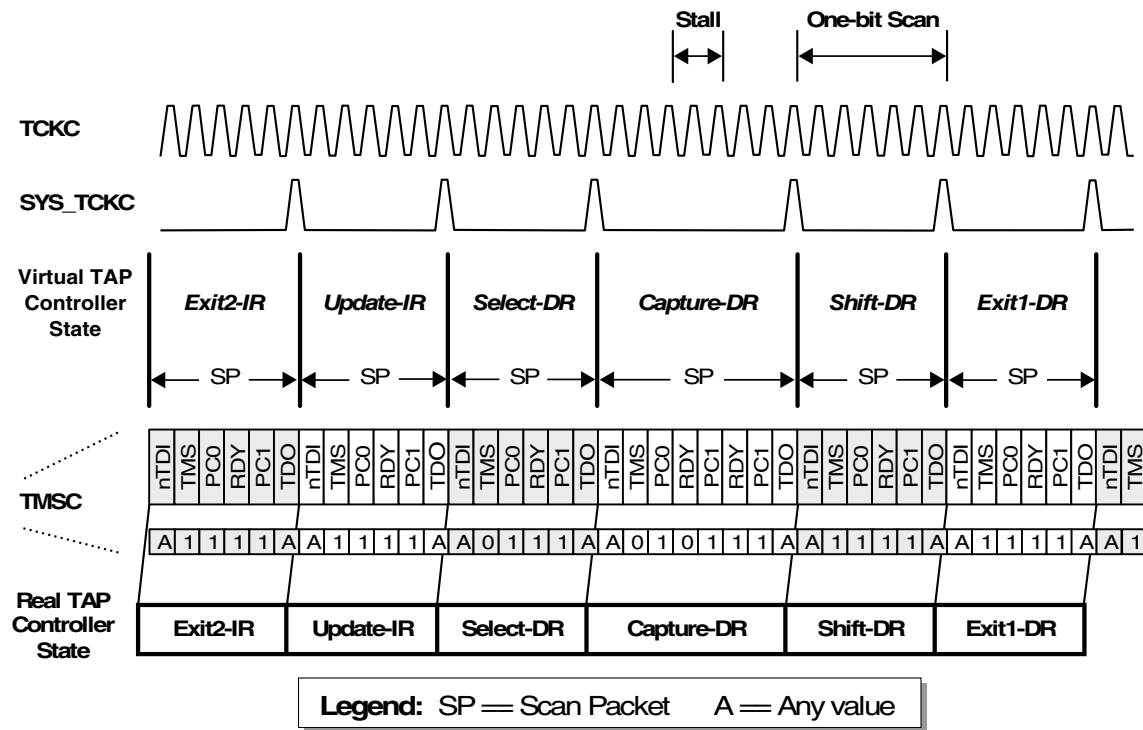 Stall
One-bit Scan
TCKC
SYS_TCKC
Virtual TAP
Controller
State
Exit2-IR
Update-IR
Select-DR
Capture-DR
Shift-DR
Exit1-DR
SP SP SP SP SP SP
TMSC
nTDI TMS PC0 RDY PC1 TDO
nTDI TMS PC0 RDY PC1 TDO
nTDI TMS PC0 RDY PC1 TDO
nTDI TMS PC0 RDY PC1 TDO
nTDI TMS PC0 RDY PC1 TDO
nTDI TMS PC0 RDY PC1 TDO
nTDI TMS
A 1 1 1 1 A A 1 1 1 1 A A 0 1 1 1 A A 0 1 0 1 1 1 A A 1 1 1 1 A A 1 1 1 1 A A 1
Real TAP
Controller
State
Exit2-IR
Update-IR
Select-DR
Capture-DR
Shift-DR
Exit1-DR
Legend: SP == Scan Packet A == Any value